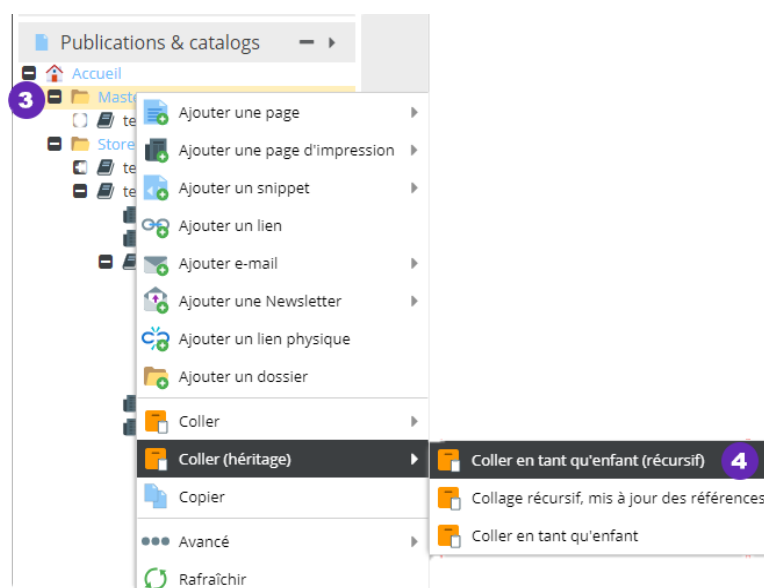 Publications & catalogs
Accueil
3
Maste
te
Store
te
te
Ajouter une page
Ajouter une page d'impression
Ajouter un snippet
Ajouter un lien
Ajouter e-mail
Ajouter une Newsletter
Ajouter un lien physique
Ajouter un dossier
Coller
Coller (héritage)
Coller en tant qu'enfant (récursif)
4
Copier
Collage récursif, mis à jour des références
Avancé
Coller en tant qu'enfant
Rafraîchir